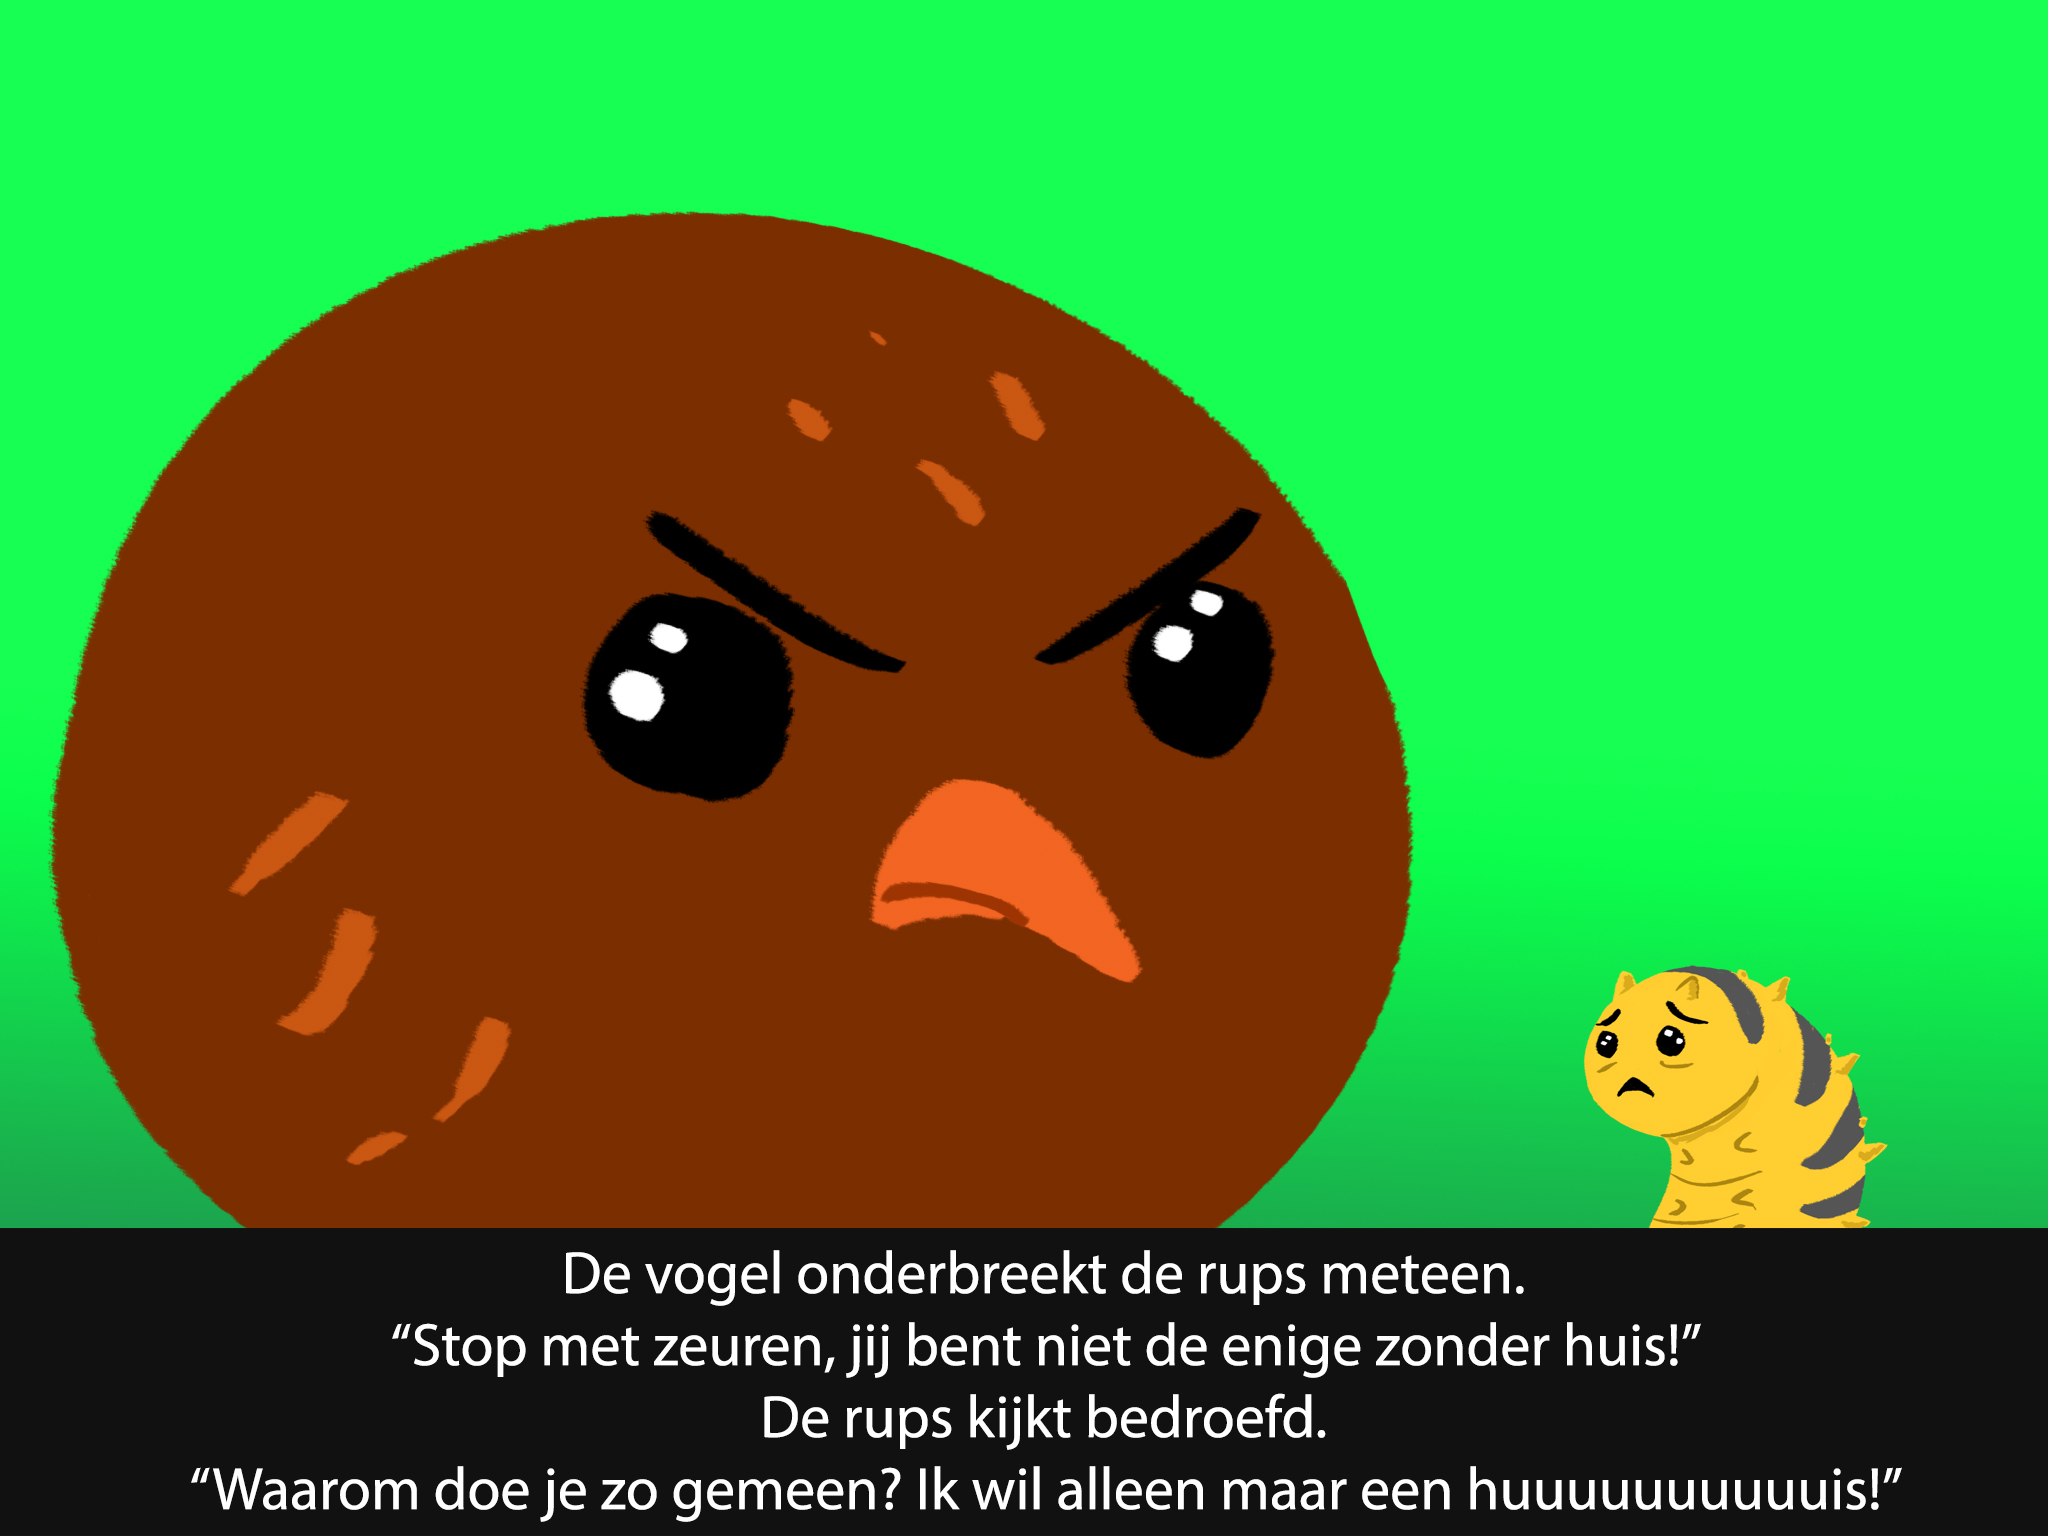 De vogel onderbreekt de rups meteen.
“Stop met zeuren, jij bent niet de enige zonder huis!”
De rups kijkt bedroefd.
“Waarom doe je zo gemeen? Ik wil alleen maar een huuuuuuuuuuuis!”